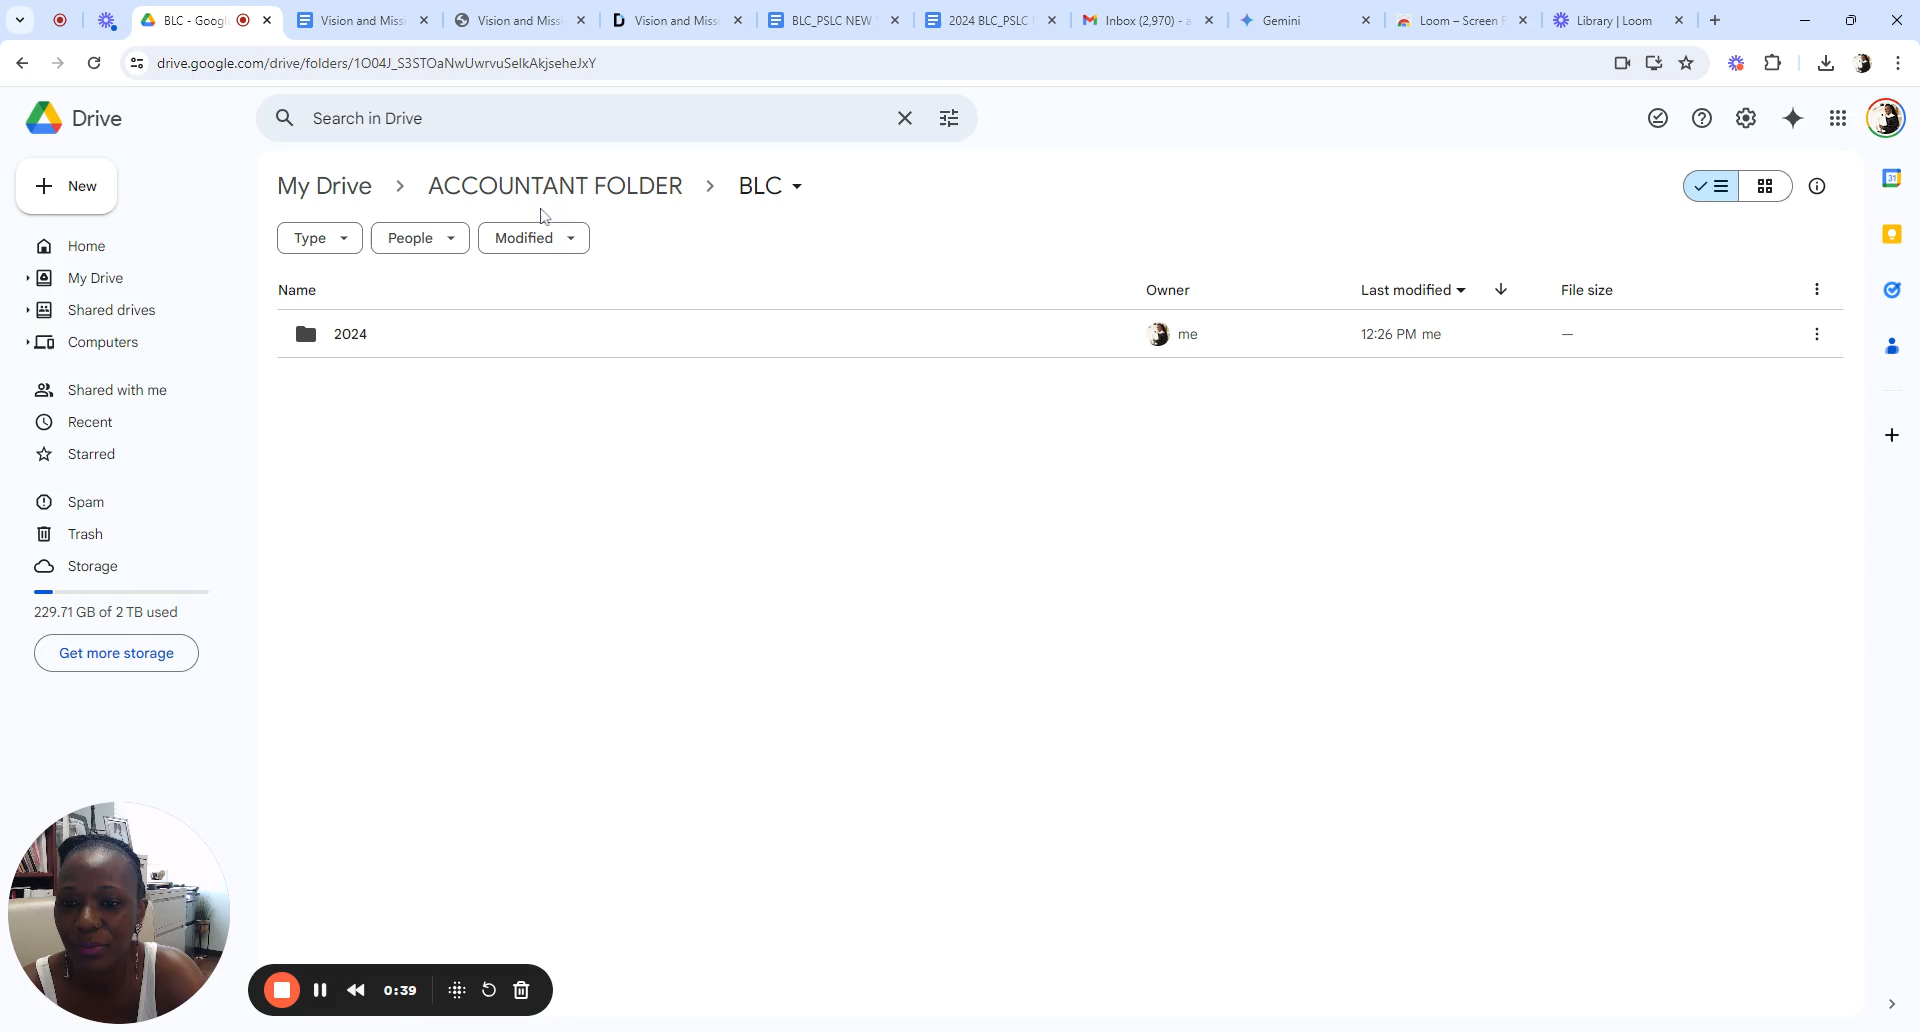 BLC - Googl
Vision and Missi
Vision and Missi
Vision and Missi
BLC_PSLC NEW
2024 BLC_PSLC
Inbox (2,970) - a
Gemini
Loom – Screen R
Library | Loom
drive.google.com/drive/folders/1O04J_S3STOaNwUwrvuSelkAkjseheJxY
Drive
Search in Drive
New
My Drive
ACCOUNTANT FOLDER
BLC
31
Type
People
Modified
Home
My Drive
Shared drives
Computers
Shared with me
Recent
Starred
Spam
Trash
Storage
229.71 GB of 2 TB used
Get more storage
Name
Owner
Last modified
File size
2024
me
12:26 PM me
—
0:39